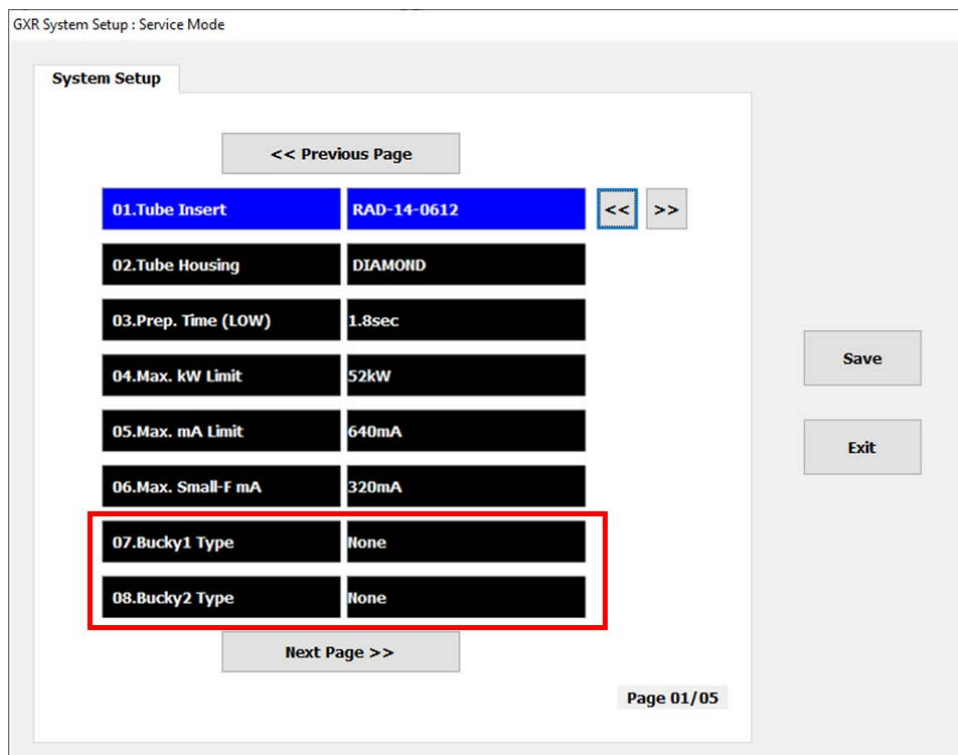 GXR System Setup : Service Mode
System Setup
<< Previous Page
01.Tube Insert RAD-14-0612 << >>
02.Tube Housing DIAMOND
03.Prep. Time (LOW) 1.8sec
04.Max. kW Limit 52kW
Save
05.Max. mA Limit 640mA
Exit
06.Max. Small-F mA 320mA
07.Bucky1 Type None
08.Bucky2 Type None
Next Page >>
Page 01/05